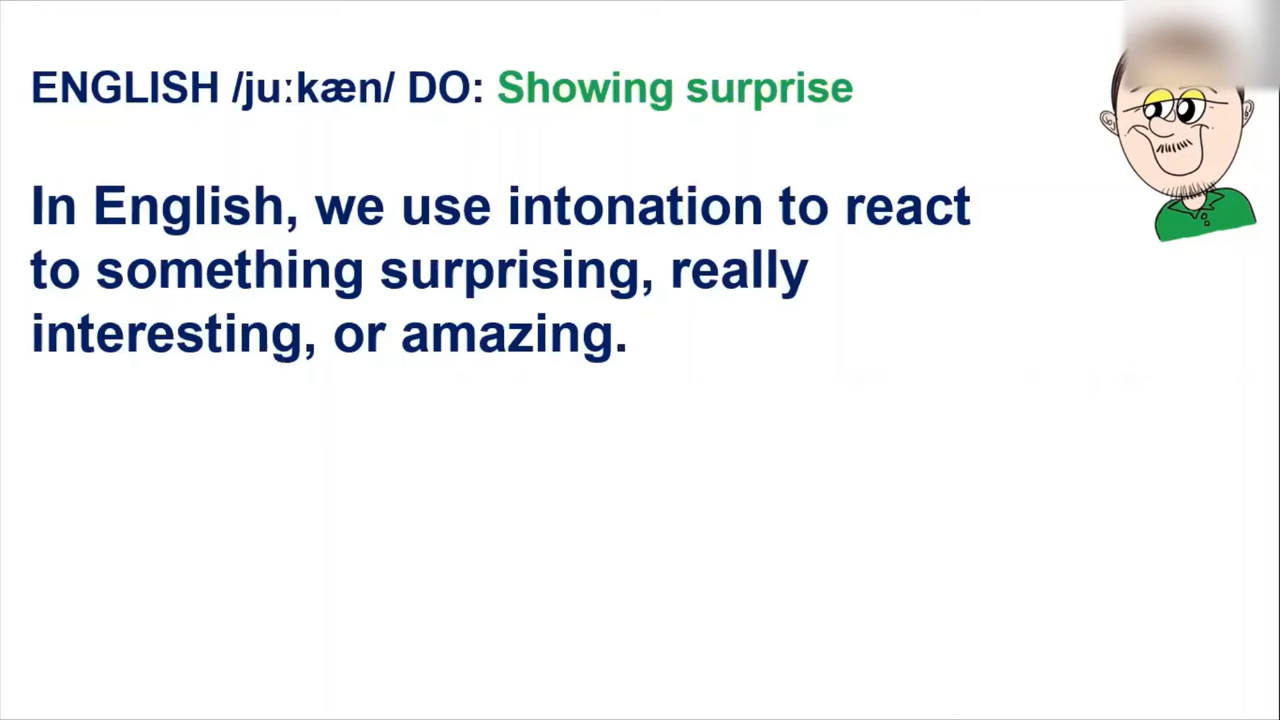 ENGLISH /juːkæn/ DO: Showing surprise
In English, we use intonation to react
to something surprising, really
interesting, or amazing.